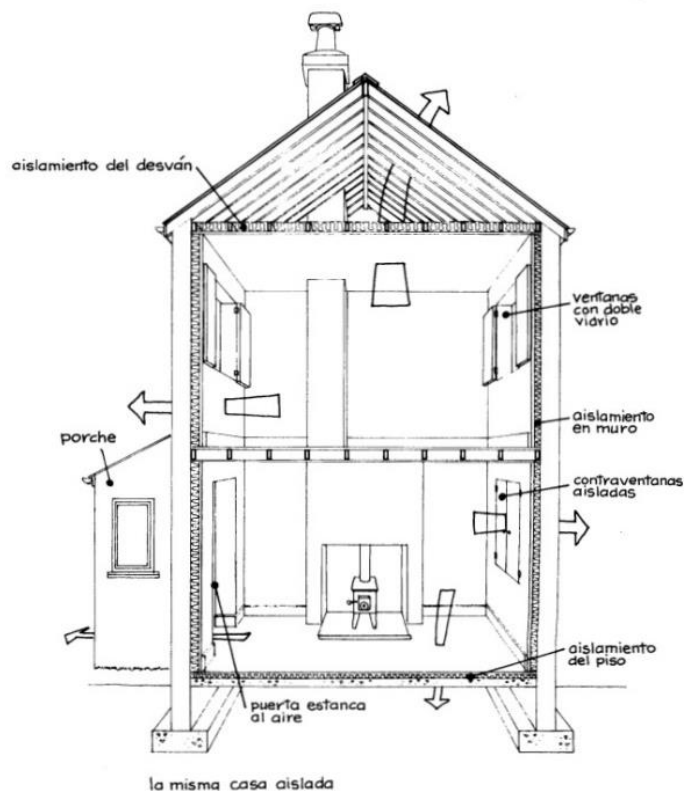 aislamiento del desván
ventanas
con doble
vidrio
aislamiento
en muro
porche
contraventanas
aisladas
aislamiento
del piso
puerta estanca
al aire
la misma casa aislada